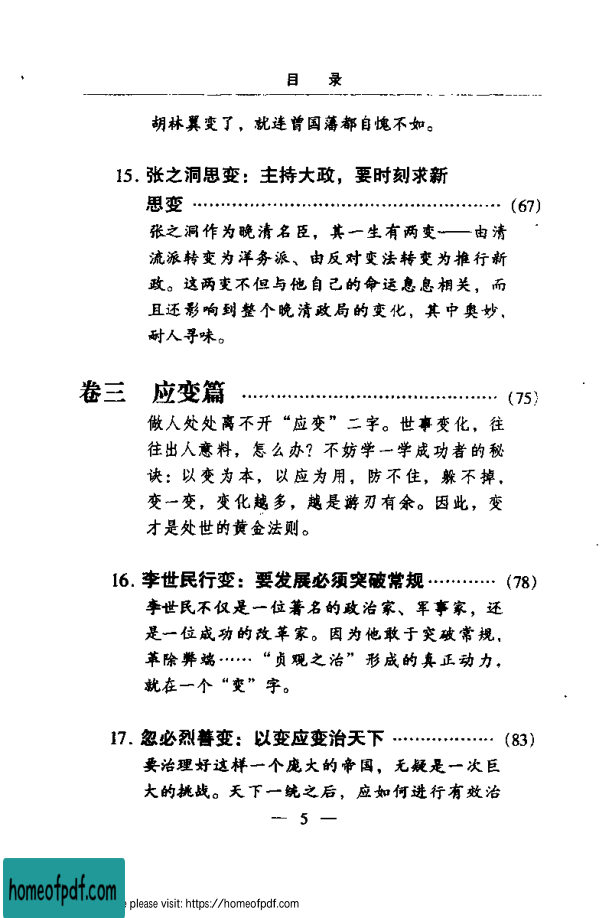 目 录
胡林翼变了，就连曾国藩都自愧不如。
15. 张之洞思变：主持大政，要时刻求新
思变 …………………………………………… (67)
张之洞作为晚清名臣，其一生有两变——由清
流派转变为洋务派、由反对变法转变为推行新
政。这两变不但与他自己的命运息息相关，而
且还影响到整个晚清政局的变化，其中奥妙，
耐人寻味。
卷三 应变篇 …………………………………… (75)
做人处处离不开“应变”二字。世事变化，往
往出人意料，怎么办？不妨学一学成功者的秘
诀：以变为本，以应为用，防不住，躲不掉，
变一变，变化越多，越是游刃有余。因此，变
才是处世的黄金法则。
16. 李世民行变：要发展必须突破常规 ………… (78)
李世民不仅是一位著名的政治家、军事家，还
是一位成功的改革家。因为他敢于突破常规，
革除弊端……“贞观之治”形成的真正动力，
就在一个“变”字。
17. 忽必烈善变：以变应变治天下 ……………… (83)
要治理好这样一个庞大的帝国，无疑是一次巨
大的挑战。天下一统之后，应如何进行有效治
— 5 —
homeofpdf.com
e please visit: https://homeofpdf.com